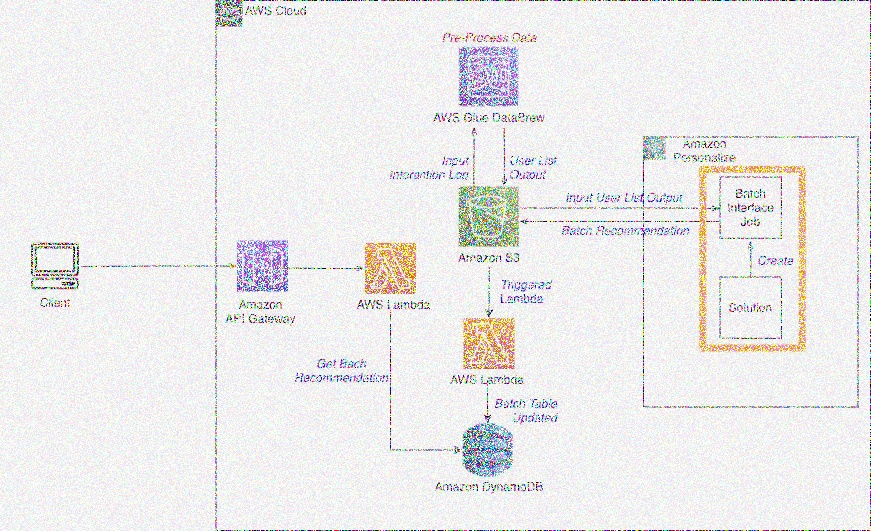 AWS Cloud
Pre-Process Data
AWS Glue DataBrew
Input
Interaction Log
User List
Output
Amazon
Personalize
Input User List Output
Batch
Interface
Job
Batch Recommendation
Amazon S3
Create
Client
Amazon
API Gateway
AWS Lambda
Triggared
Lambda
Solution
Get Bach
Recommendation
AWS Lambda
Batch Table
Updated
Amazon DynamoDB